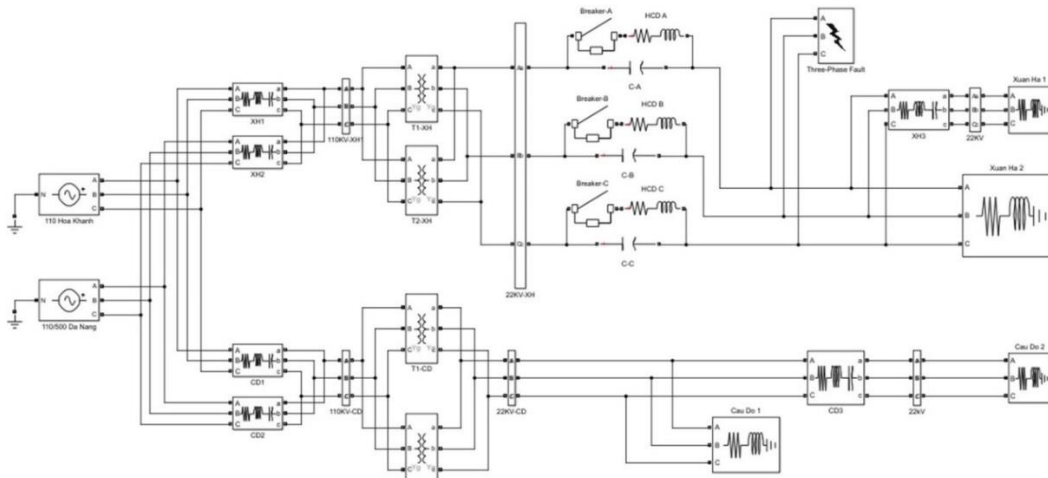 Breaker-A
HCD A
C-A
Breaker-B
HCD B
C-B
Breaker-C
HCD C
C-C
A
B
C
Three-Phase Fault
A a
B b
C c
XH1
A a
B b
C c
XH2
A
B
C
110KV-XH1
A a
B b
C c
T1-XH
A a
B b
C c
T2-XH
22KV-XH
A a
B b
C c
XH3
22KV
Xuan Ha 1
Xuan Ha 2
A
B
C
N A
B
C
110 Hoa Khanh
N A
B
C
110/500 Da Nang
A a
B b
C c
CD1
A a
B b
C c
CD2
A
B
C
110KV-CD
A a
B b
C
T1-CD
A a
B b
C
A
B
C
22KV-CD
A
B
C
Cau Do 1
A a
B b
C c
CD3
A
B
C
22kV
Cau Do 2
A
B
C